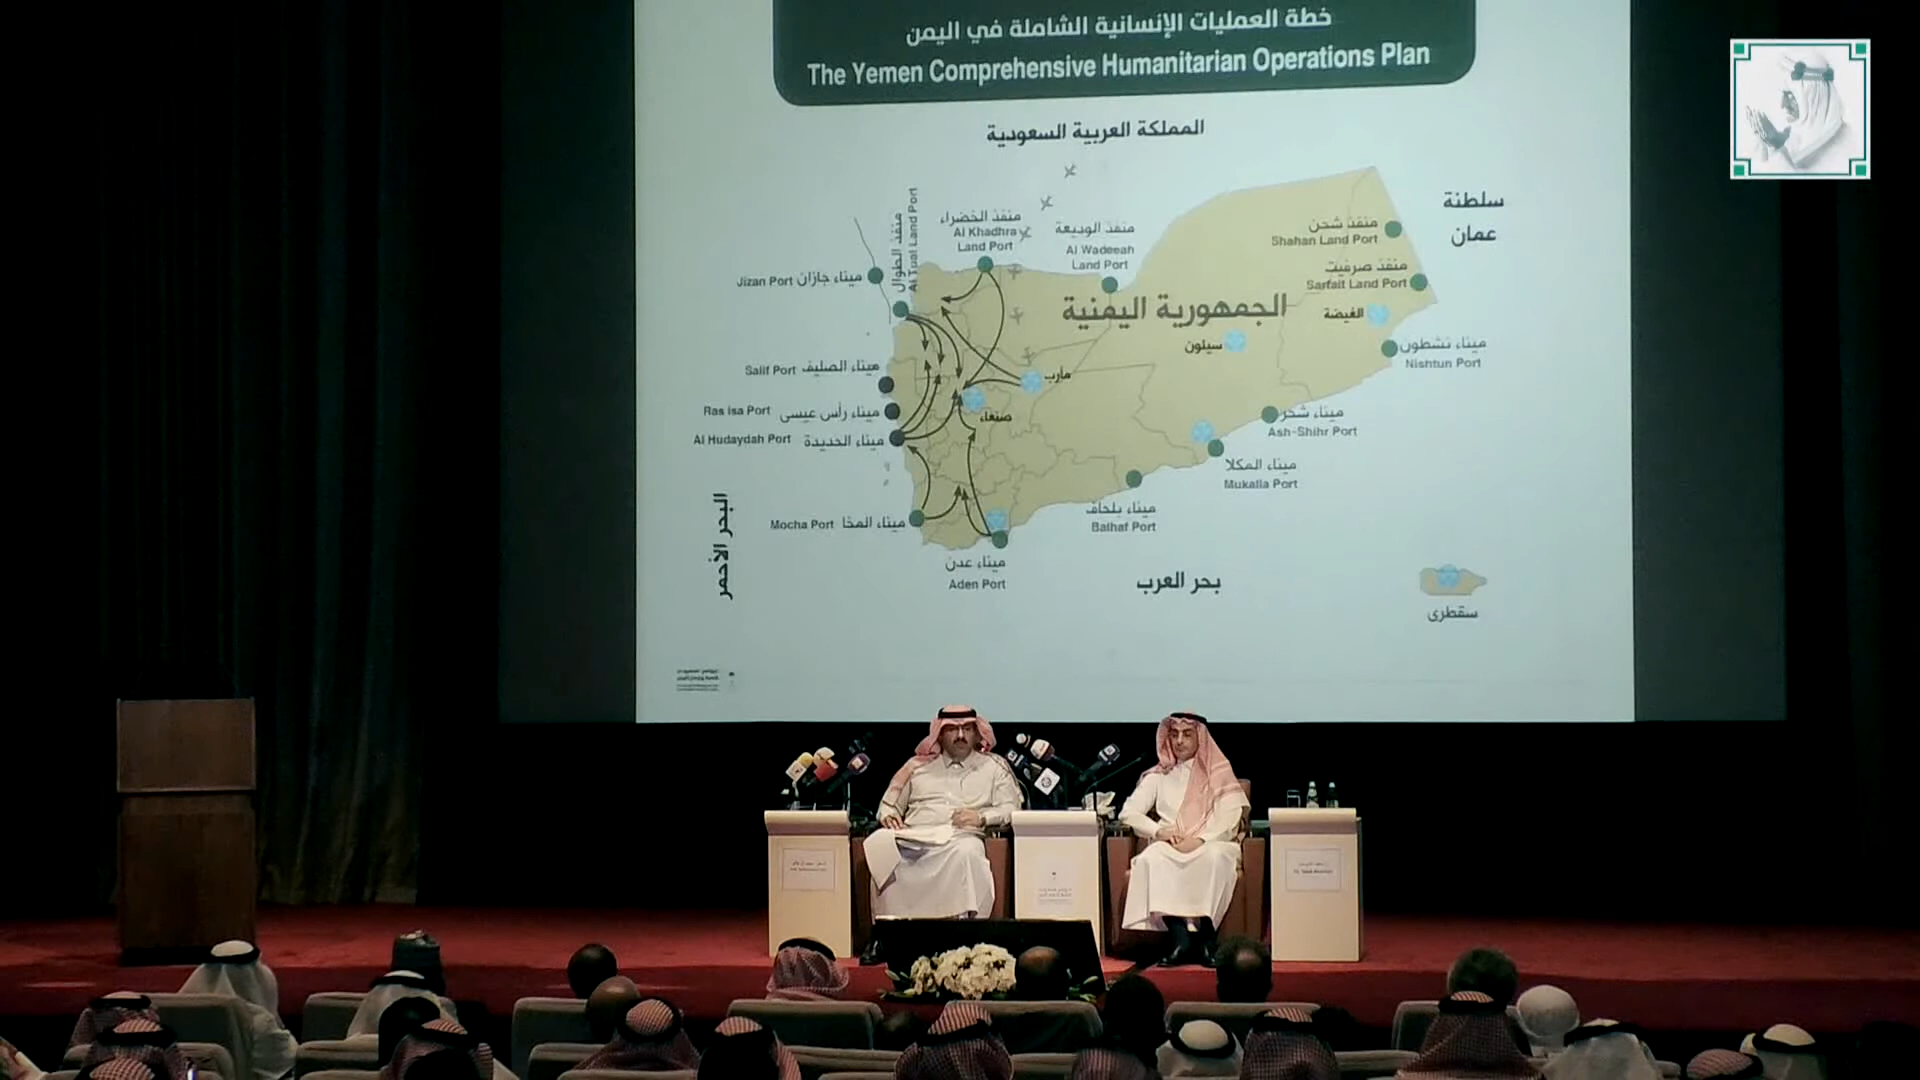 خطة العمليات الإنسانية الشاملة في اليمن
The Yemen Comprehensive Humanitarian Operations Plan
المملكة العربية السعودية
سلطنة
عمان
منفذ الطوال
Al Tual Land Port
منفذ الخضراء
Al Khadhra
Land Port
منفذ الوديعة
Al Wadeeah
Land Port
منفذ شحن
Shahan Land Port
منفذ صرفيت
Sarfait Land Port
Jizan Port ميناء جازان
الجمهورية اليمنية
الغيضة
سيئون
ميناء نشطون
Nishtun Port
Salif Port ميناء الصليف
مأرب
Ras isa Port ميناء رأس عيسى
صنعاء
ميناء شحر
Ash-Shihr Port
Al Hudaydah Port ميناء الحديدة
ميناء المكلا
Mukalla Port
ميناء بلحاف
Balhaf Port
Mocha Port ميناء المخا
البحر الأحمر
ميناء عدن
Aden Port
بحر العرب
سقطرى